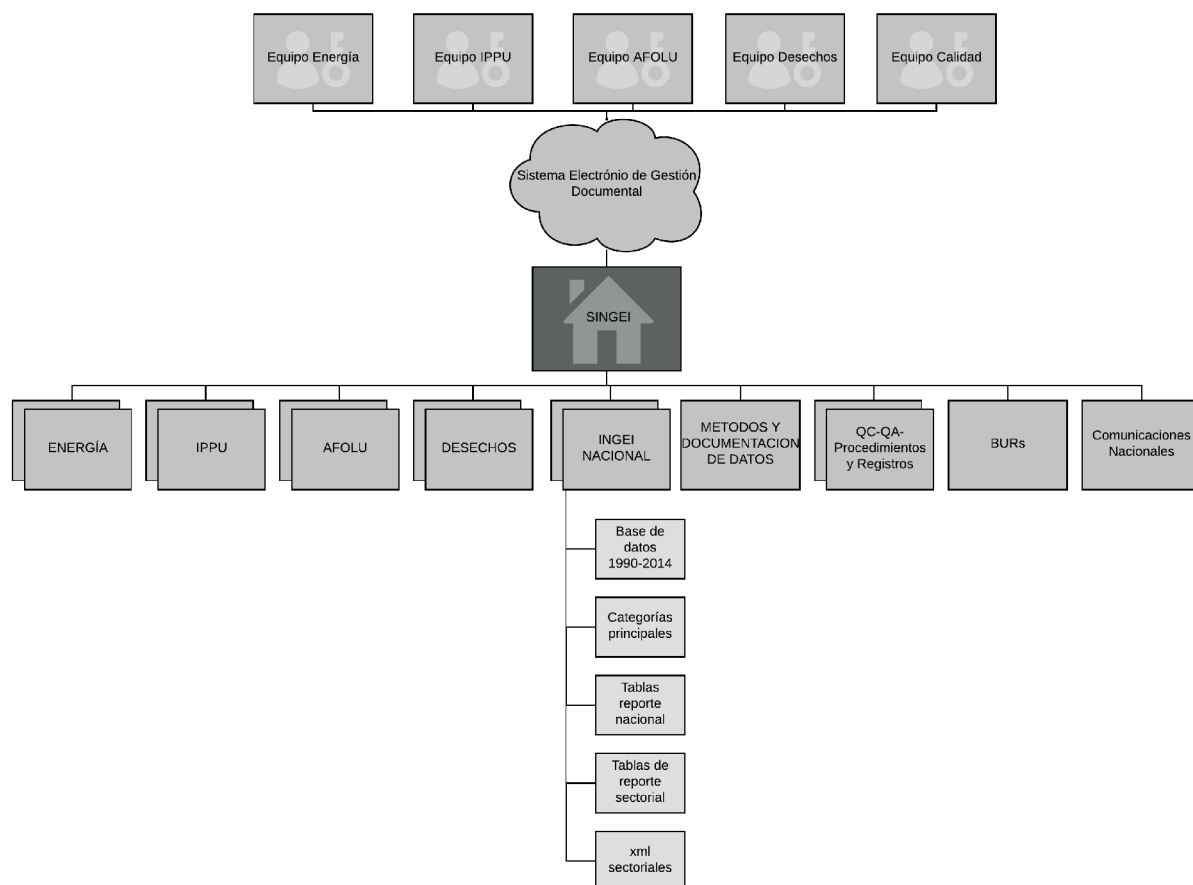 Equipo Energía
Equipo IPPU
Equipo AFOLU
Equipo Desechos
Equipo Calidad
Sistema Electrónio de Gestión
Documental
SINGEI
ENERGÍA
IPPU
AFOLU
DESECHOS
INGEI
NACIONAL
METODOS Y
DOCUMENTACION
DE DATOS
QC-QA-
Procedimientos
y Registros
BURs
Comunicaciones
Nacionales
Base de
datos
1990-2014
Categorías
principales
Tablas
reporte
nacional
Tablas de
reporte
sectorial
xml
sectoriales